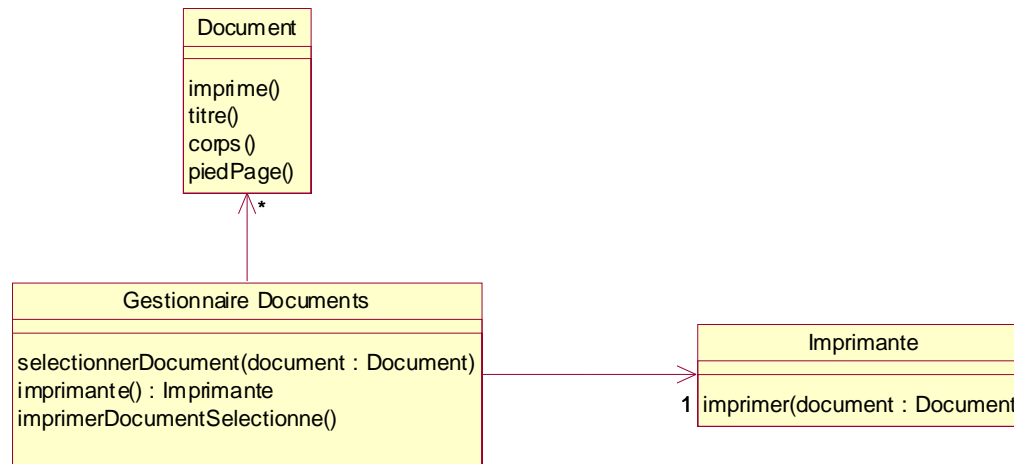 Document
imprime()
titre()
corps()
piedPage()
*
Gestionnaire Documents
selectionnerDocument(document : Document)
imprimante() : Imprimante
imprimerDocumentSelectionne()
Imprimante
1
imprimer(document : Document